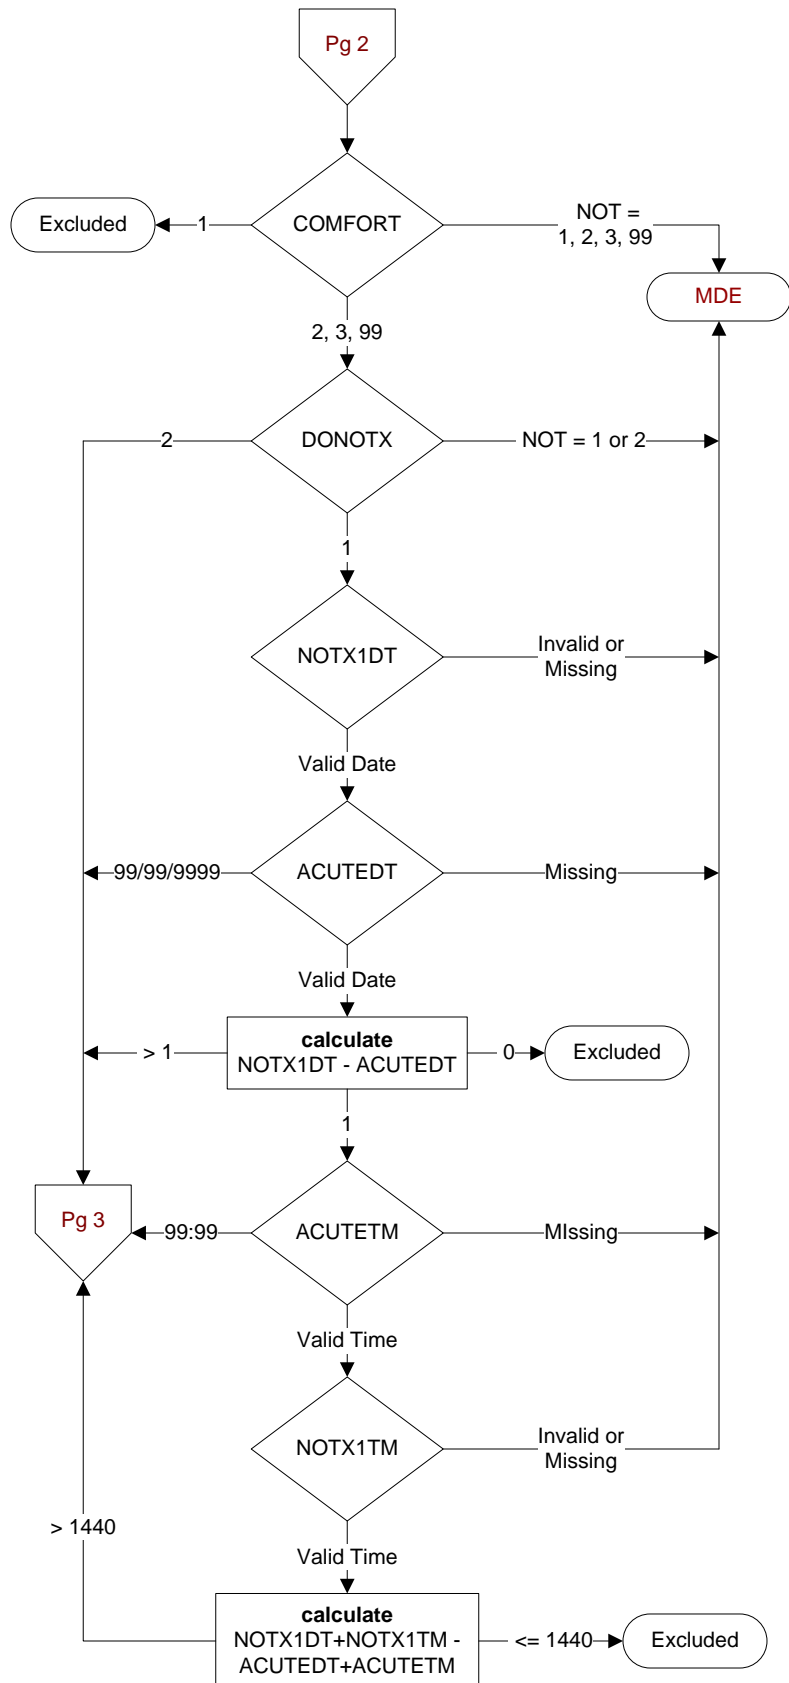 Pg 2
Excluded
1
COMFORT
NOT =
1, 2, 3, 99
MDE
2, 3, 99
2
DONOTX
NOT = 1 or 2
1
NOTX1DT
Invalid or
Missing
Valid Date
99/99/9999
ACUTEDT
Missing
Valid Date
> 1
calculate
NOTX1DT - ACUTEDT
0
Excluded
1
Pg 3
99:99
ACUTETM
MIssing
Valid Time
NOTX1TM
Invalid or
Missing
> 1440
Valid Time
calculate
NOTX1DT+NOTX1TM -
ACUTEDT+ACUTETM
<= 1440
Excluded